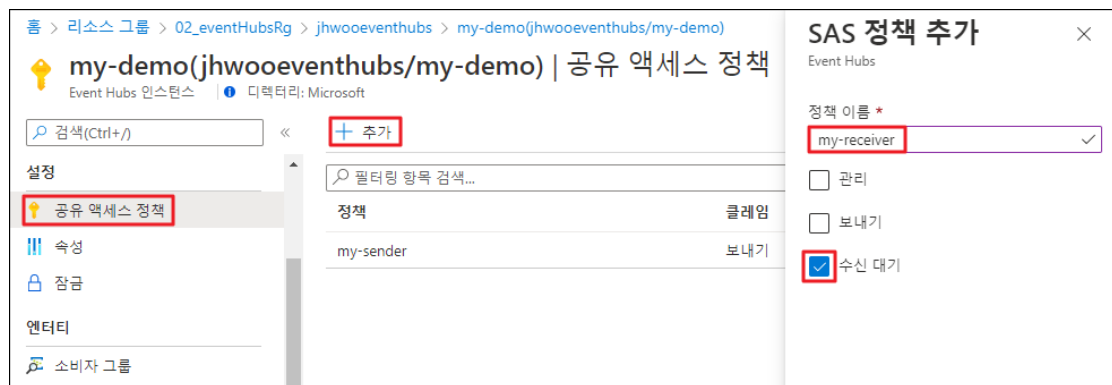 홈 > 리소스 그룹 > 02_eventHubsRg > jhwooeventhubs > my-demo(jhwooeventhubs/my-demo)
my-demo(jhwooeventhubs/my-demo) | 공유 액세스 정책
Event Hubs 인스턴스 디렉터리: Microsoft
검색(Ctrl+/)
«
설정
공유 액세스 정책
속성
잠금
엔터티
소비자 그룹
+ 추가
필터링 항목 검색...
정책 클레임
my-sender 보내기
SAS 정책 추가
Event Hubs
정책 이름 *
my-receiver
관리
보내기
수신 대기